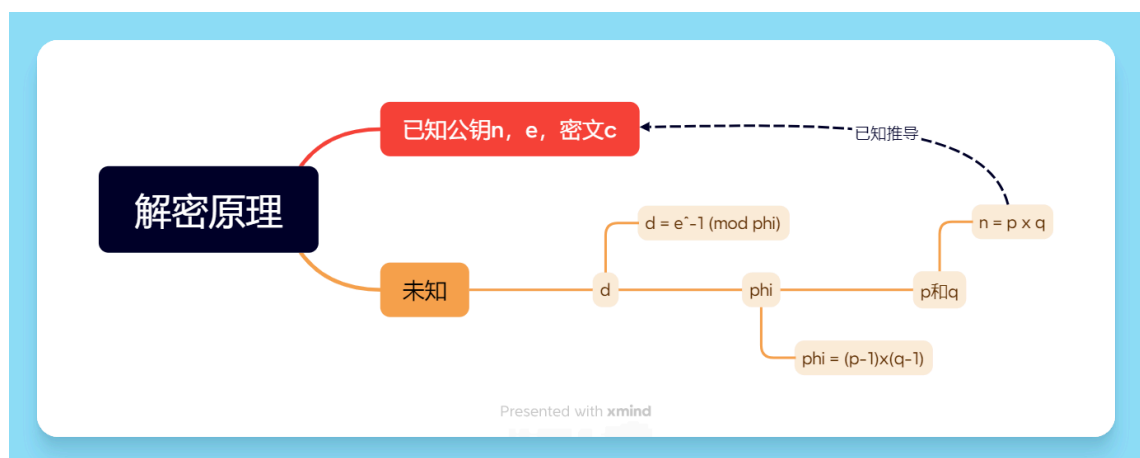 解密原理
已知公钥n，e，密文c
已知推导
未知
d
d = e^-1 (mod phi)
phi
phi = (p-1)x(q-1)
p和q
n = p x q
Presented with xmind